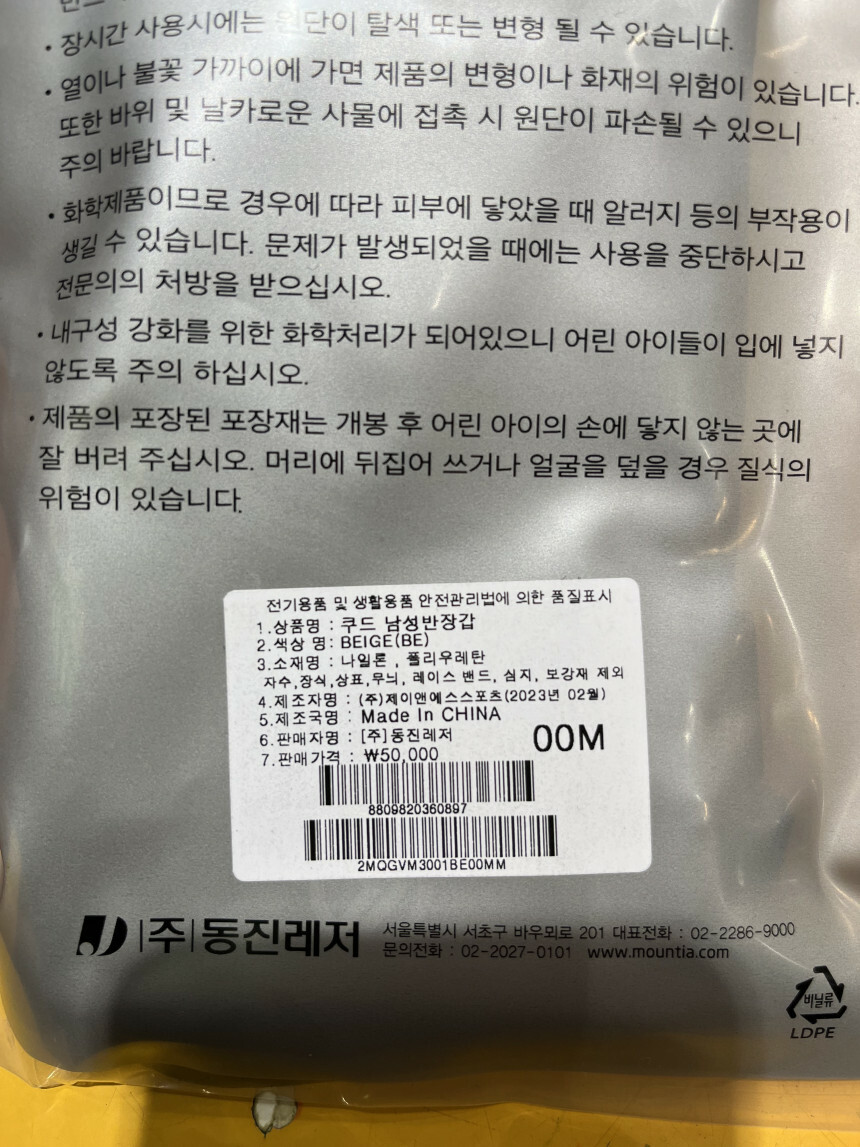 · 장시간 사용시에는 원단이 탈색 또는 변형 될 수 있습니다.
· 열이나 불꽃 가까이에 가면 제품의 변형이나 화재의 위험이 있습니다.
또한 바위 및 날카로운 사물에 접촉 시 원단이 파손될 수 있으니
주의 바랍니다.
· 화학제품이므로 경우에 따라 피부에 닿았을 때 알러지 등의 부작용이
생길 수 있습니다. 문제가 발생되었을 때에는 사용을 중단하시고
전문의의 처방을 받으십시오.
· 내구성 강화를 위한 화학처리가 되어있으니 어린 아이들이 입에 넣지
않도록 주의 하십시오.
· 제품의 포장된 포장재는 개봉 후 어린 아이의 손에 닿지 않는 곳에
잘 버려 주십시오. 머리에 뒤집어 쓰거나 얼굴을 덮을 경우 질식의
위험이 있습니다.
전기용품 및 생활용품 안전관리법에 의한 품질표시
1.상품명 : 쿠드 남성반장갑
2.색상 명: BEIGE(BE)
3.소재명 : 나일론 , 폴리우레탄
자수,장식,상표,무늬, 레이스 밴드, 심지, 보강재 제외
4.제조자명 : (주)제이앤에스스포츠(2023년 02월)
5.제조국명 : Made In CHINA
6.판매자명 : [주]동진레저
7.판매가격 : ₩50,000
00M
8809820360897
2MQGVM3001BE00MM
|주|동진레저
서울특별시 서초구 바우뫼로 201 대표전화 : 02-2286-9000
문의전화 : 02-2027-0101 www.mountia.com
비닐류
LDPE